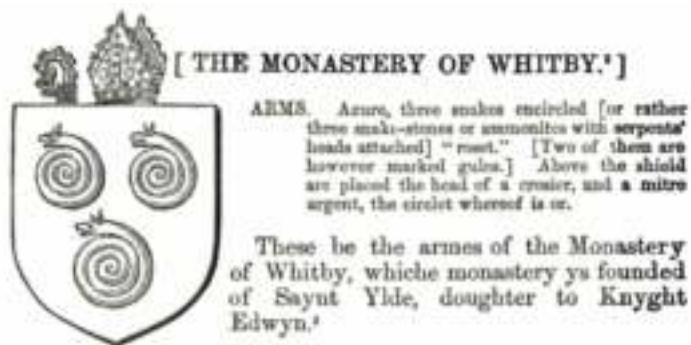 [ THE MONASTERY OF WHITBY.² ]
ARMS. Azure, three snakes encircled [or rather
three snake-stones or ammonites with serpents'
heads attached] "roset." [Two of them are
however marked gules.] Above the shield
are placed the head of a crosier, and a mitre
argent, the circlet whereof is or.
These be the armes of the Monastery
of Whitby, whiche monastery ys founded
of Saynt Ylde, doughter to Knyght
Edwyn.³